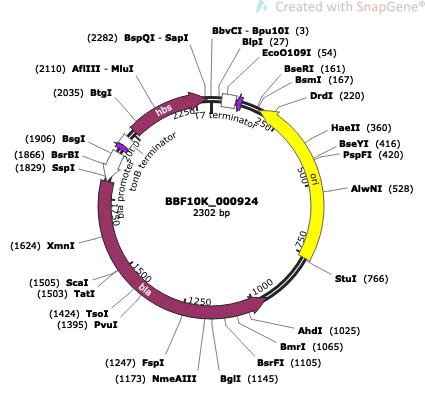 Created with SnapGene®
(2282) BspQI - SapI
BbvCI - Bpu10I (3)
BlpI (27)
EcoO109I (54)
(2110) AflIII - MluI
BseRI (161)
BsmI (167)
(2035) BtgI
DrdI (220)
hbs
2250
T7 terminator
250
HaeII (360)
(1906) BsgI
2000
BseYI (416)
(1866) BsrBI
PspFI (420)
(1829) SspI
tonB terminator
bla promoter
ori
500
AlwNI (528)
BBF10K_000924
2302 bp
1750
(1624) XmnI
750
StuI (766)
(1505) ScaI
1500
(1503) TatI
bla
1000
(1424) TsoI
1250
(1395) PvuI
AhdI (1025)
BmrI (1065)
(1247) FspI
BsrFI (1105)
(1173) NmeAIII
BglI (1145)